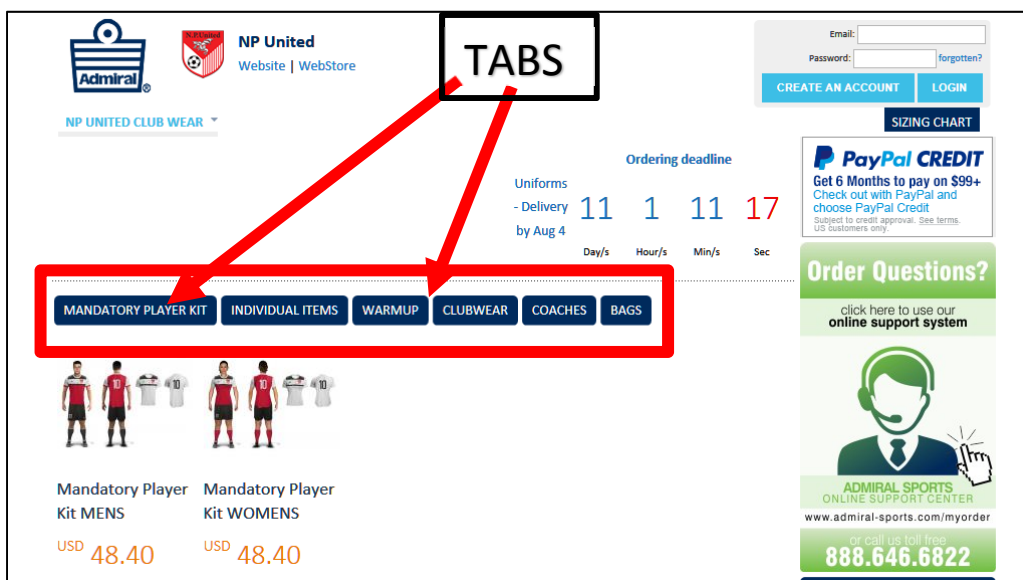 Admiral
N.P.United
NP United
Website | WebStore
TABS
Email:
Password:
forgotten?
CREATE AN ACCOUNT
LOGIN
NP UNITED CLUB WEAR
SIZING CHART
Ordering deadline
Uniforms
- Delivery
by Aug 4
11 1 11 17
Day/s Hour/s Min/s Sec
PayPal CREDIT
Get 6 Months to pay on $99+
Check out with PayPal and
choose PayPal Credit
Subject to credit approval. See terms.
US customers only.
MANDATORY PLAYER KIT
INDIVIDUAL ITEMS
WARMUP
CLUBWEAR
COACHES
BAGS
Order Questions?
click here to use our
online support system
ADMIRAL SPORTS
ONLINE SUPPORT CENTER
www.admiral-sports.com/myorder
or call us toll free
888.646.6822
10
10
10
10
Mandatory Player
Kit MENS
USD 48.40
Mandatory Player
Kit WOMENS
USD 48.40